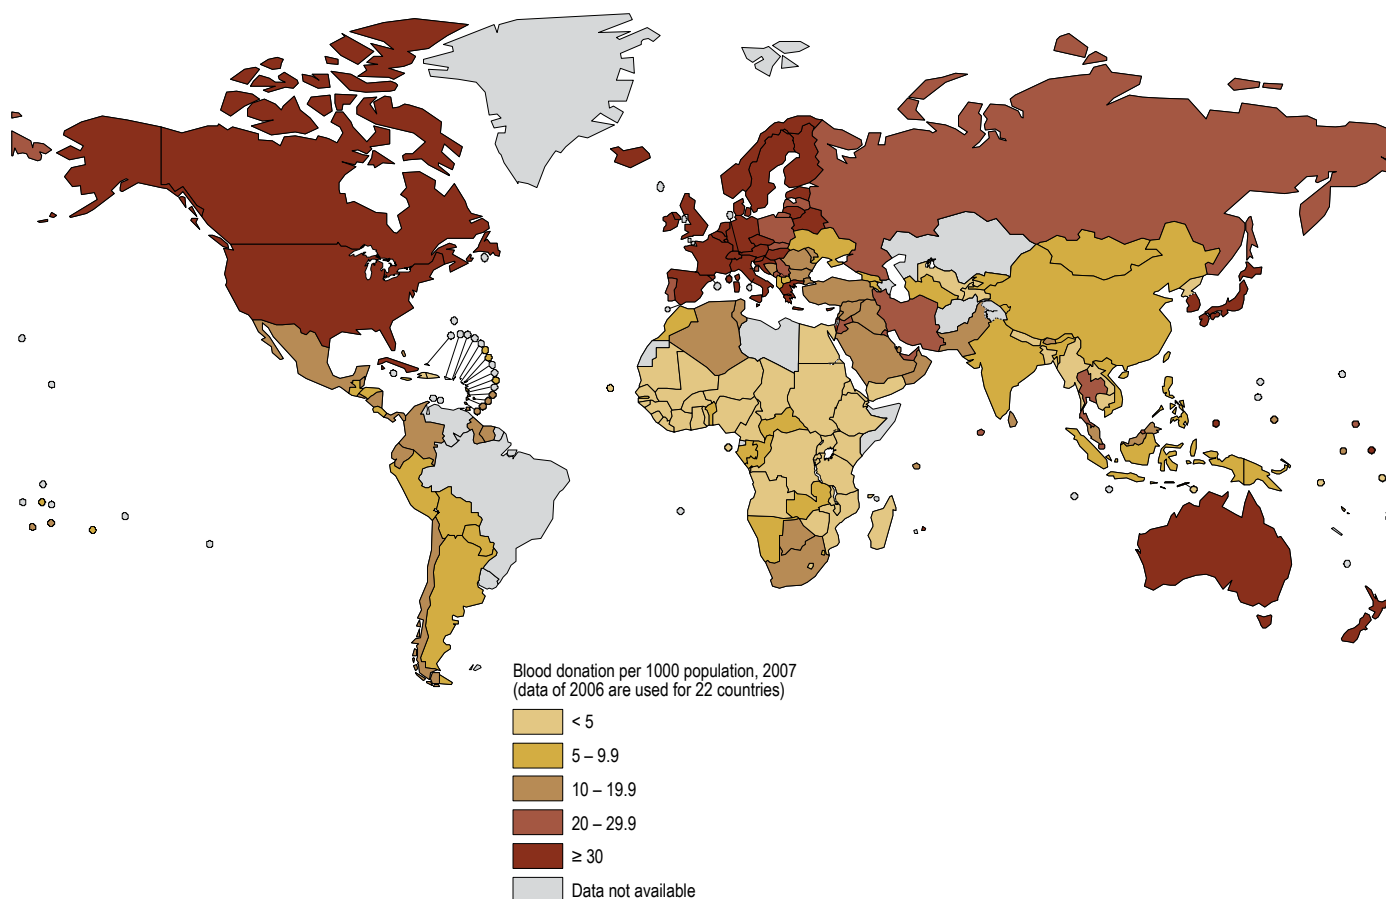 Blood donation per 1000 population, 2007
(data of 2006 are used for 22 countries)
< 5
5 – 9.9
10 – 19.9
20 – 29.9
≥ 30
Data not available